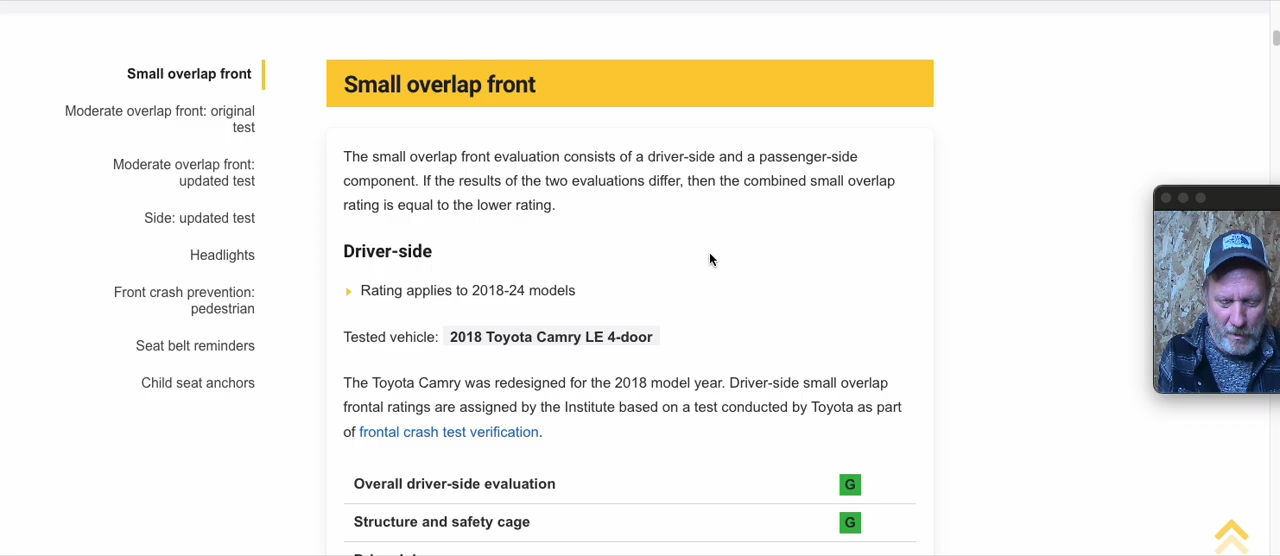 Small overlap front
Moderate overlap front: original
test
Moderate overlap front:
updated test
Side: updated test
Headlights
Front crash prevention:
pedestrian
Seat belt reminders
Child seat anchors
Small overlap front
The small overlap front evaluation consists of a driver-side and a passenger-side
component. If the results of the two evaluations differ, then the combined small overlap
rating is equal to the lower rating.
Driver-side
Rating applies to 2018-24 models
Tested vehicle: 2018 Toyota Camry LE 4-door
The Toyota Camry was redesigned for the 2018 model year. Driver-side small overlap
frontal ratings are assigned by the Institute based on a test conducted by Toyota as part
of frontal crash test verification.
Overall driver-side evaluation G
Structure and safety cage G